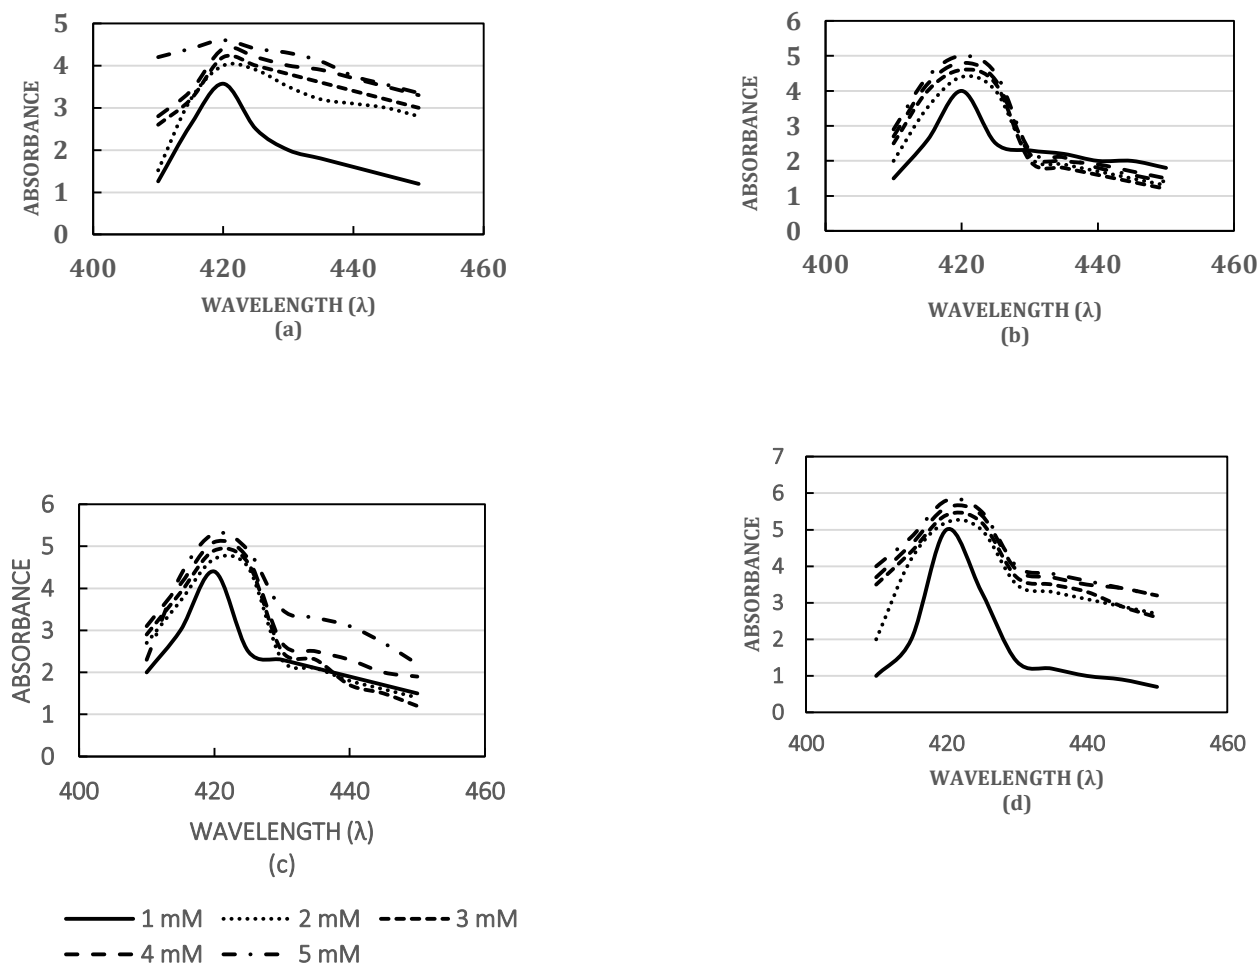 5
4
3
2
1
0
ABSORBANCE
400 420 440 460
WAVELENGTH (λ)
(a)
6
5
4
3
2
1
0
ABSORBANCE
400 420 440 460
WAVELENGTH (λ)
(b)
6
5
4
3
2
1
0
ABSORBANCE
400 420 440 460
WAVELENGTH (λ)
(c)
7
6
5
4
3
2
1
0
ABSORBANCE
400 420 440 460
WAVELENGTH (λ)
(d)
1 mM 2 mM 3 mM
4 mM 5 mM